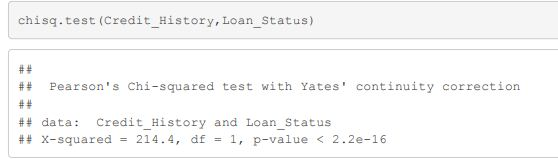 chisq.test(Credit_History,Loan_Status)
##
##  Pearson's Chi-squared test with Yates' continuity correction
##
## data:  Credit_History and Loan_Status
## X-squared = 214.4, df = 1, p-value < 2.2e-16